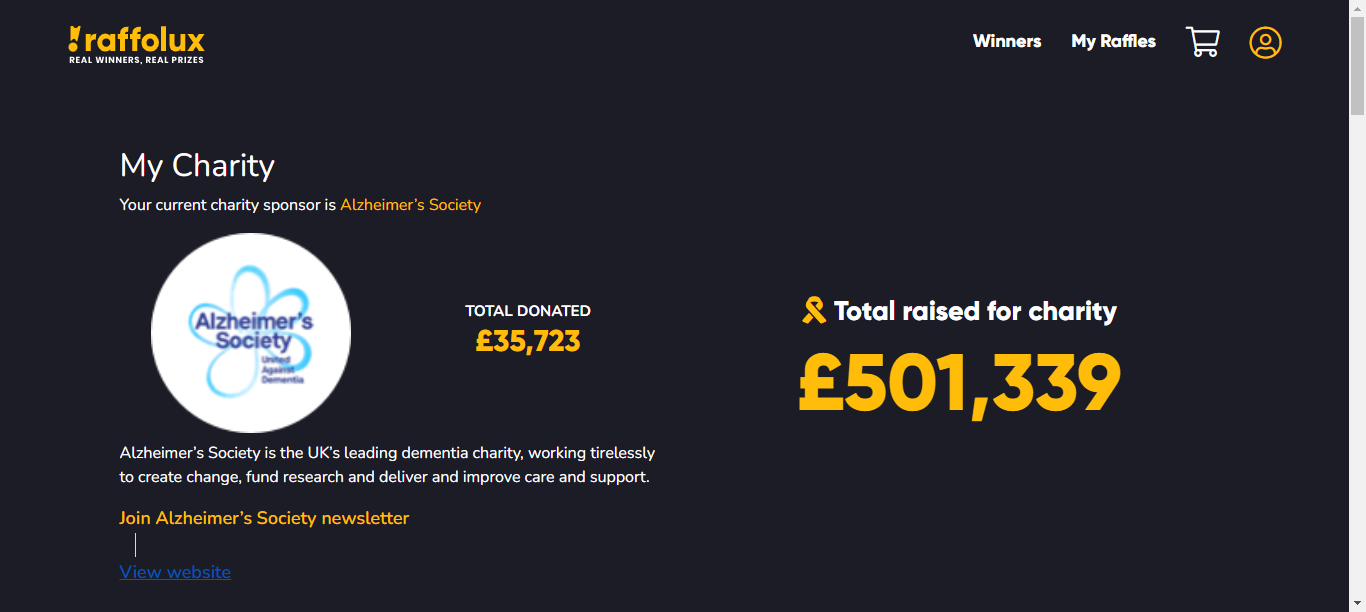 raffolux
REAL WINNERS, REAL PRIZES
Winners
My Raffles
My Charity
Your current charity sponsor is Alzheimer’s Society
Alzheimer's
Society
United
Against
Dementia
TOTAL DONATED
£35,723
Total raised for charity
£501,339
Alzheimer’s Society is the UK’s leading dementia charity, working tirelessly
to create change, fund research and deliver and improve care and support.
Join Alzheimer’s Society newsletter
View website